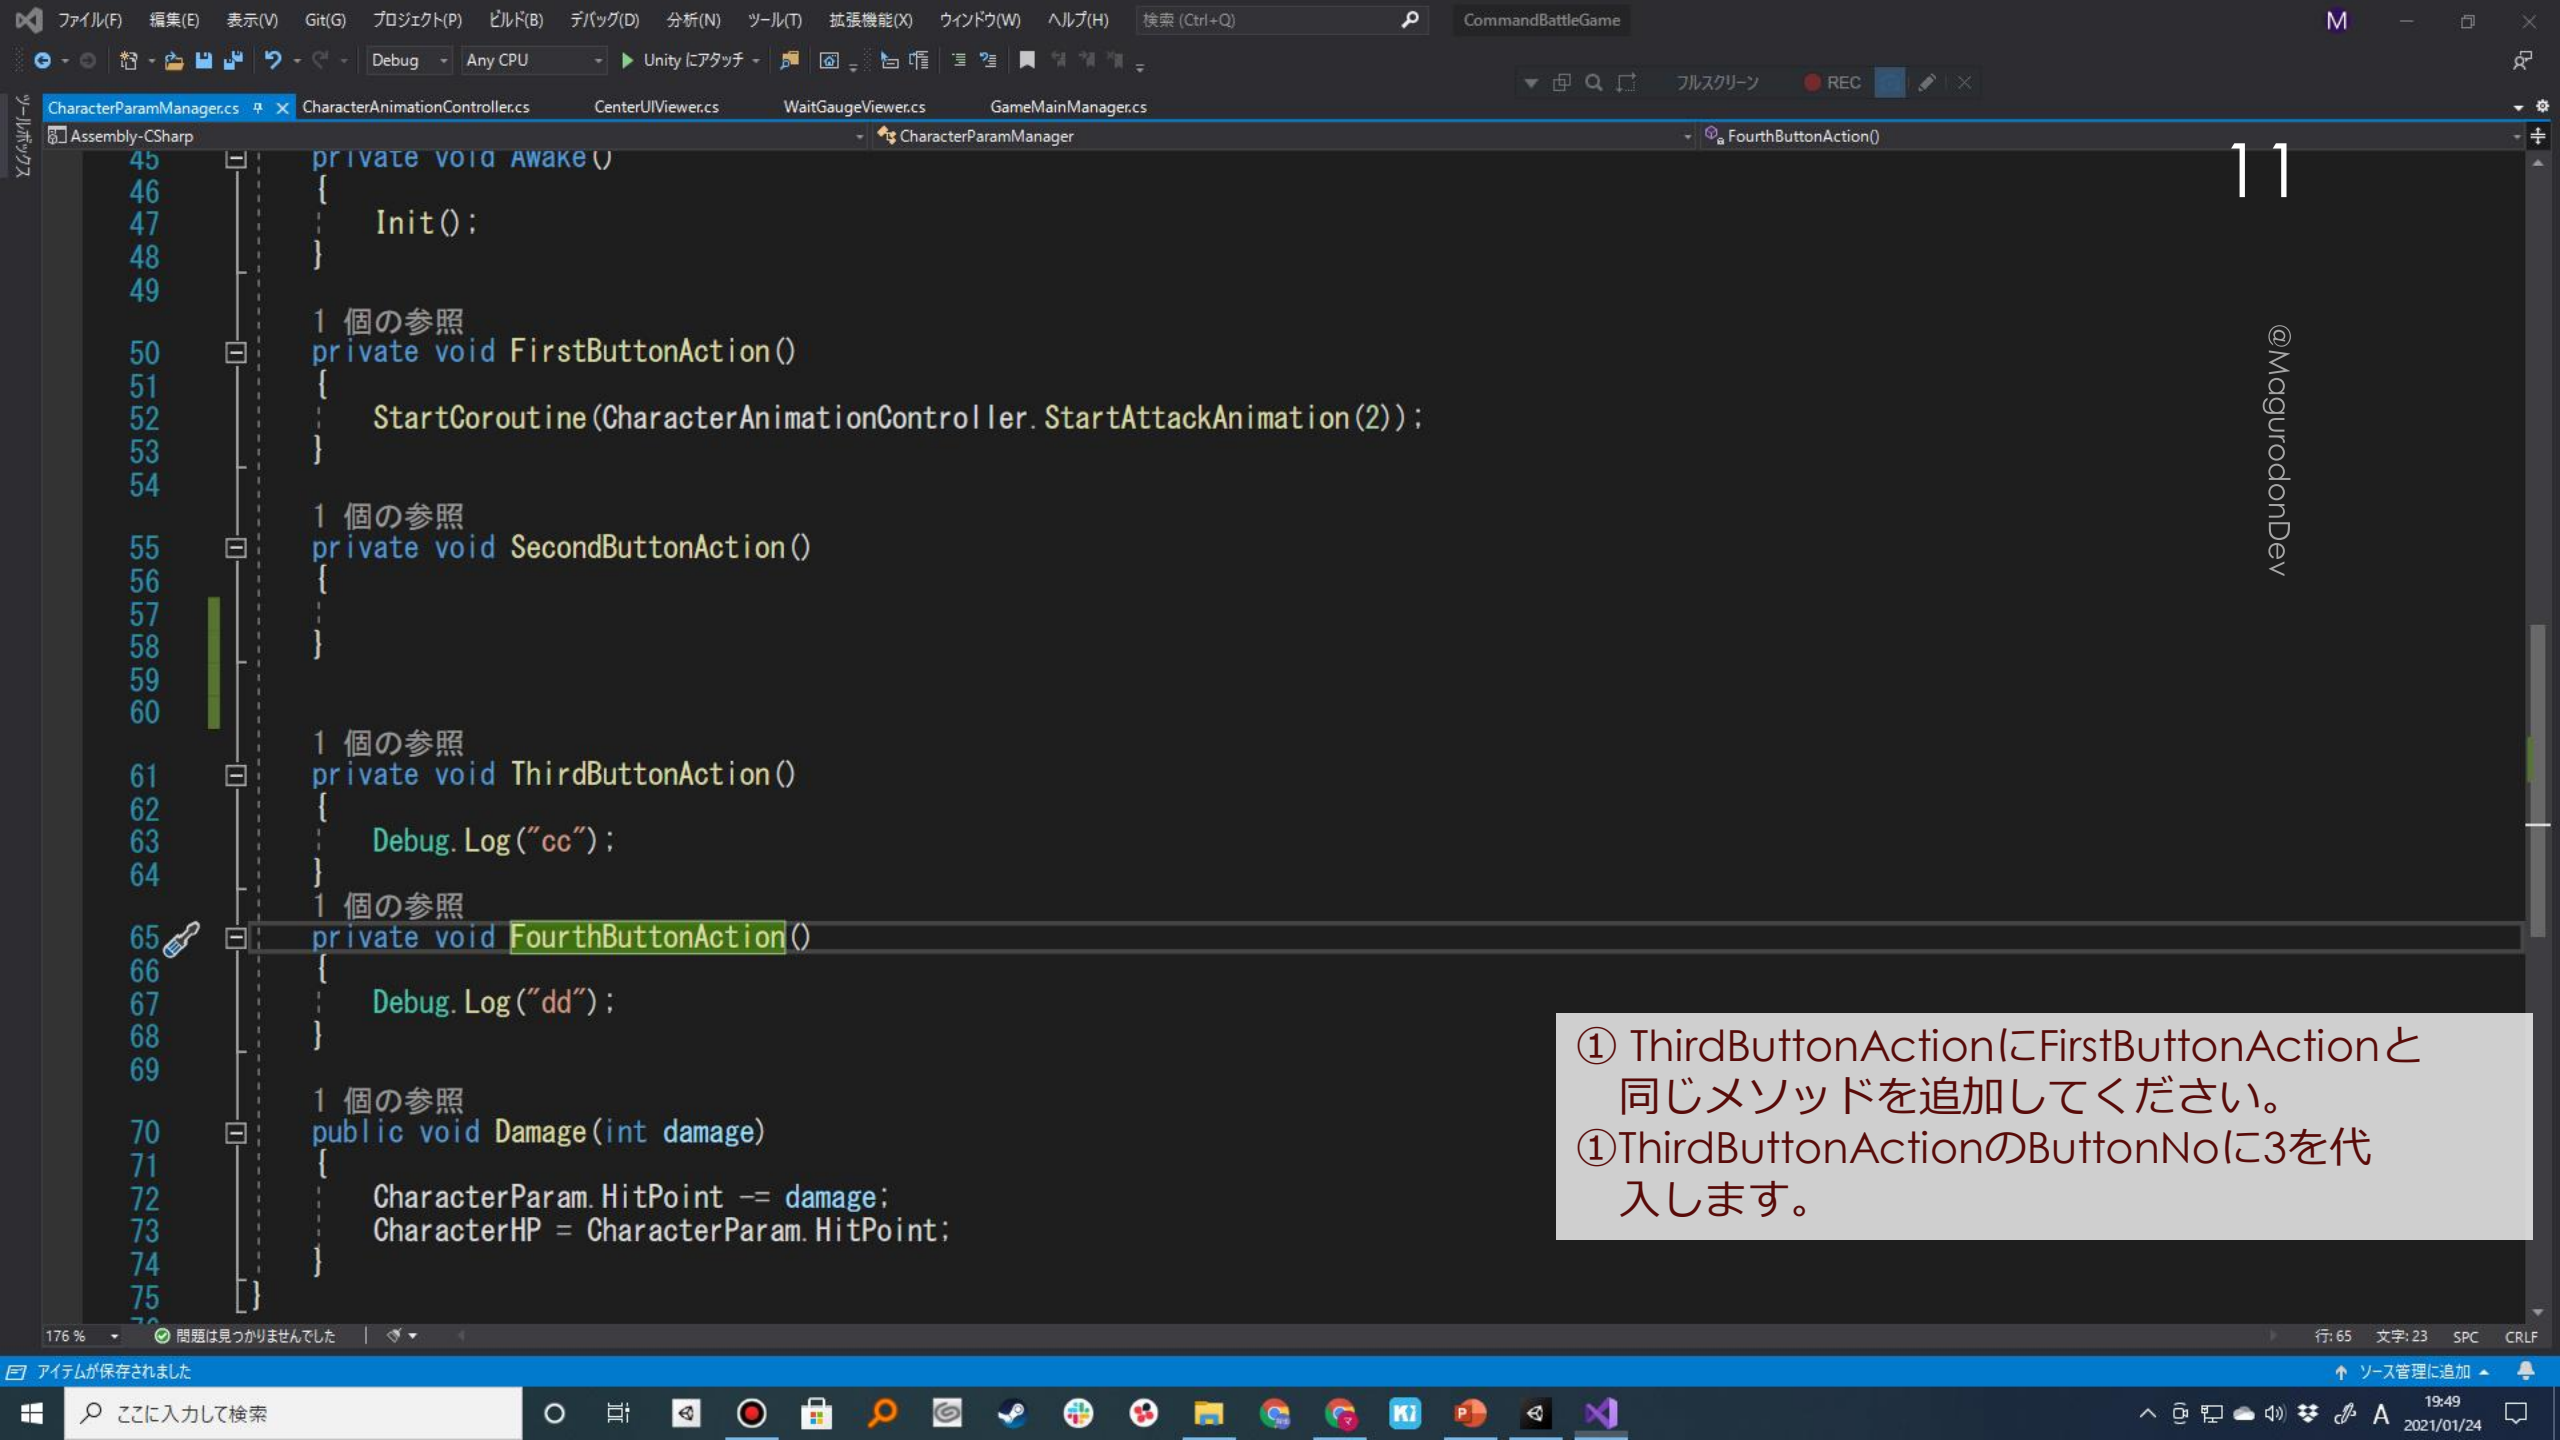 ファイル(F) 編集(E) 表示(V) Git(G) プロジェクト(P) ビルド(B) デバッグ(D) 分析(N) ツール(T) 拡張機能(X) ウィンドウ(W) ヘルプ(H) 検索 (Ctrl+Q) CommandBattleGame M
Debug Any CPU Unity にアタッチ
フルスクリーン REC
ツールボックス
CharacterParamManager.cs CharacterAnimationController.cs CenterUIViewer.cs WaitGaugeViewer.cs GameMainManager.cs
Assembly-CSharp CharacterParamManager FourthButtonAction()
11
@MagurodonDev
45 private void Awake()
46 {
47 Init();
48 }
49
1 個の参照
50 private void FirstButtonAction()
51 {
52 StartCoroutine(CharacterAnimationController.StartAttackAnimation(2));
53 }
54
1 個の参照
55 private void SecondButtonAction()
56 {
57
58 }
59
60
1 個の参照
61 private void ThirdButtonAction()
62 {
63 Debug.Log("cc");
64 }
1 個の参照
65 private void FourthButtonAction()
66 {
67 Debug.Log("dd");
68 }
69
1 個の参照
70 public void Damage(int damage)
71 {
72 CharacterParam.HitPoint -= damage;
73 CharacterHP = CharacterParam.HitPoint;
74 }
75 }
① ThirdButtonActionにFirstButtonActionと
同じメソッドを追加してください。
①ThirdButtonActionのButtonNoに3を代
入します。
176 % 問題は見つかりませんでした 行: 65 文字: 23 SPC CRLF
アイテムが保存されました ソース管理に追加
ここに入力して検索 A 19:49
2021/01/24